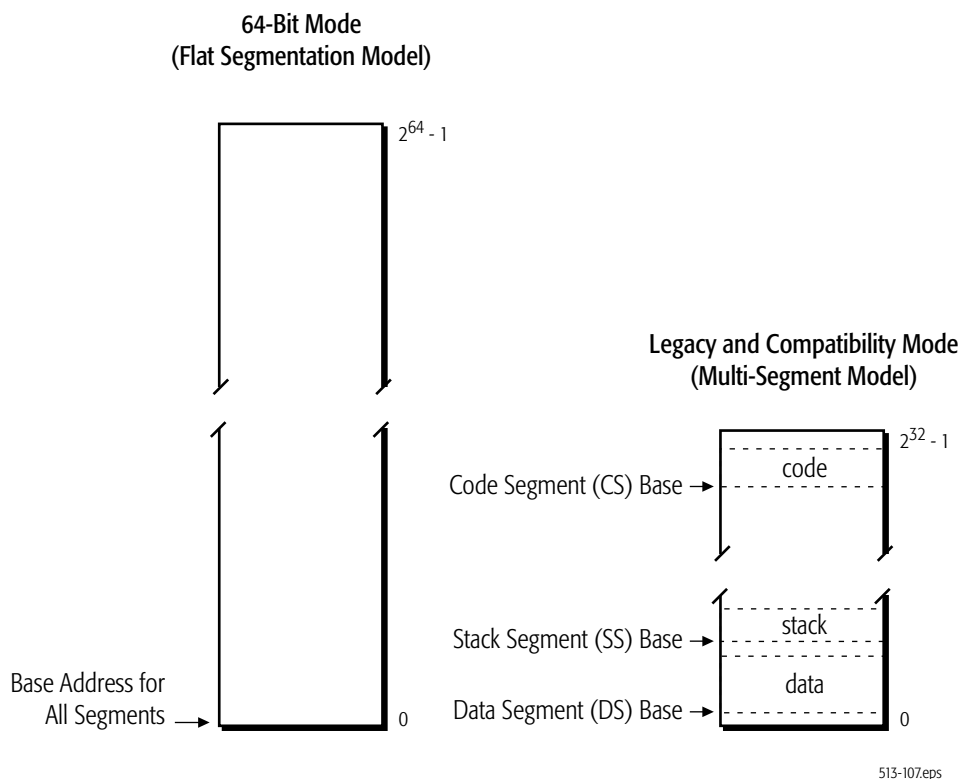 64-Bit Mode
(Flat Segmentation Model)
2^64 - 1
Legacy and Compatibility Mode
(Multi-Segment Model)
2^32 - 1
code
Code Segment (CS) Base
stack
Stack Segment (SS) Base
data
Base Address for
All Segments
0
Data Segment (DS) Base
0
513-107.eps